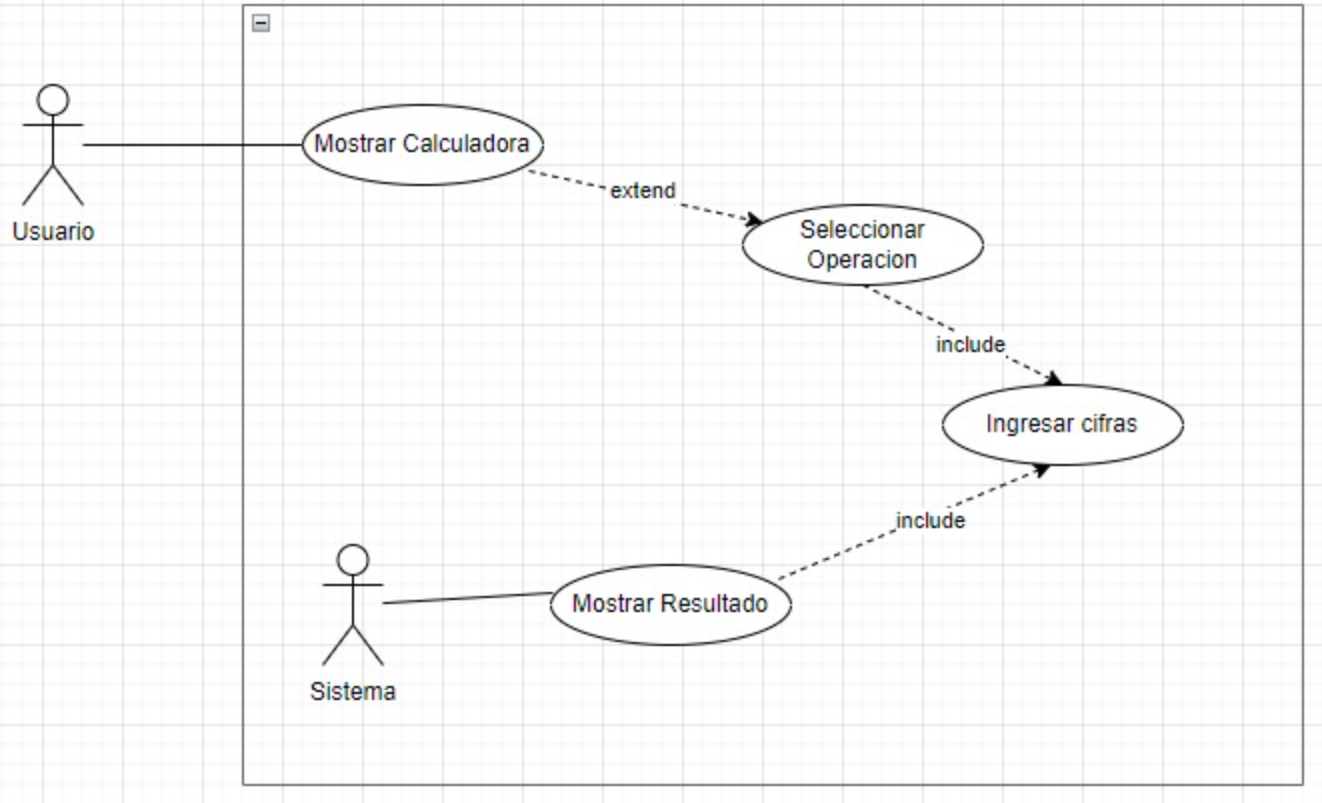 Mostrar Calculadora
extend
Usuario
Seleccionar
Operacion
include
Ingresar cifras
include
Mostrar Resultado
Sistema